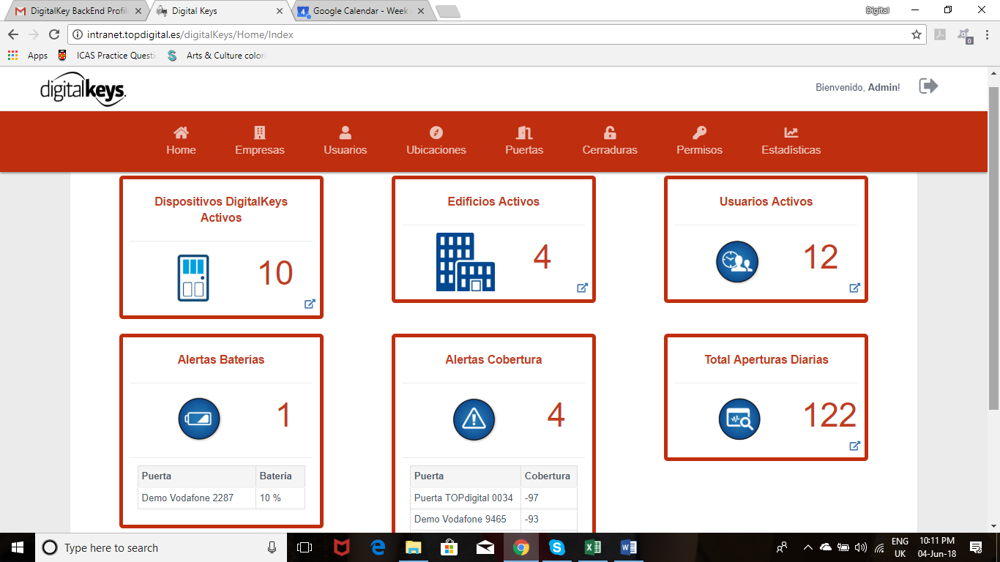 DigitalKey BackEnd Profil
Digital Keys
Google Calendar - Week
Digital
intranet.topdigital.es/digitalKeys/Home/Index
Apps
ICAS Practice Questi
Arts & Culture colori
digitalkeys.
Bienvenido, Admin!
Home
Empresas
Usuarios
Ubicaciones
Puertas
Cerraduras
Permisos
Estadísticas
Dispositivos DigitalKeys
Activos
10
Edificios Activos
4
Usuarios Activos
12
Alertas Baterías
1
Puerta Batería
Demo Vodafone 2287 10 %
Alertas Cobertura
4
Puerta Cobertura
Puerta TOPdigital 0034 -97
Demo Vodafone 9465 -93
Total Aperturas Diarias
122
Type here to search
ENG
UK
10:11 PM
04-Jun-18